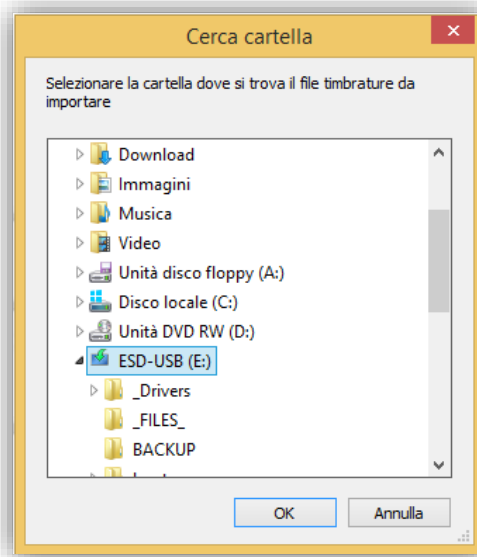 Cerca cartella
Selezionare la cartella dove si trova il file timbrature da
importare
Download
Immagini
Musica
Video
Unità disco floppy (A:)
Disco locale (C:)
Unità DVD RW (D:)
ESD-USB (E:)
_Drivers
_FILES_
BACKUP
OK
Annulla